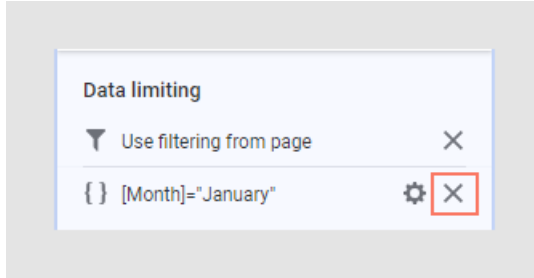 Data limiting
Use filtering from page
{ } [Month]="January"